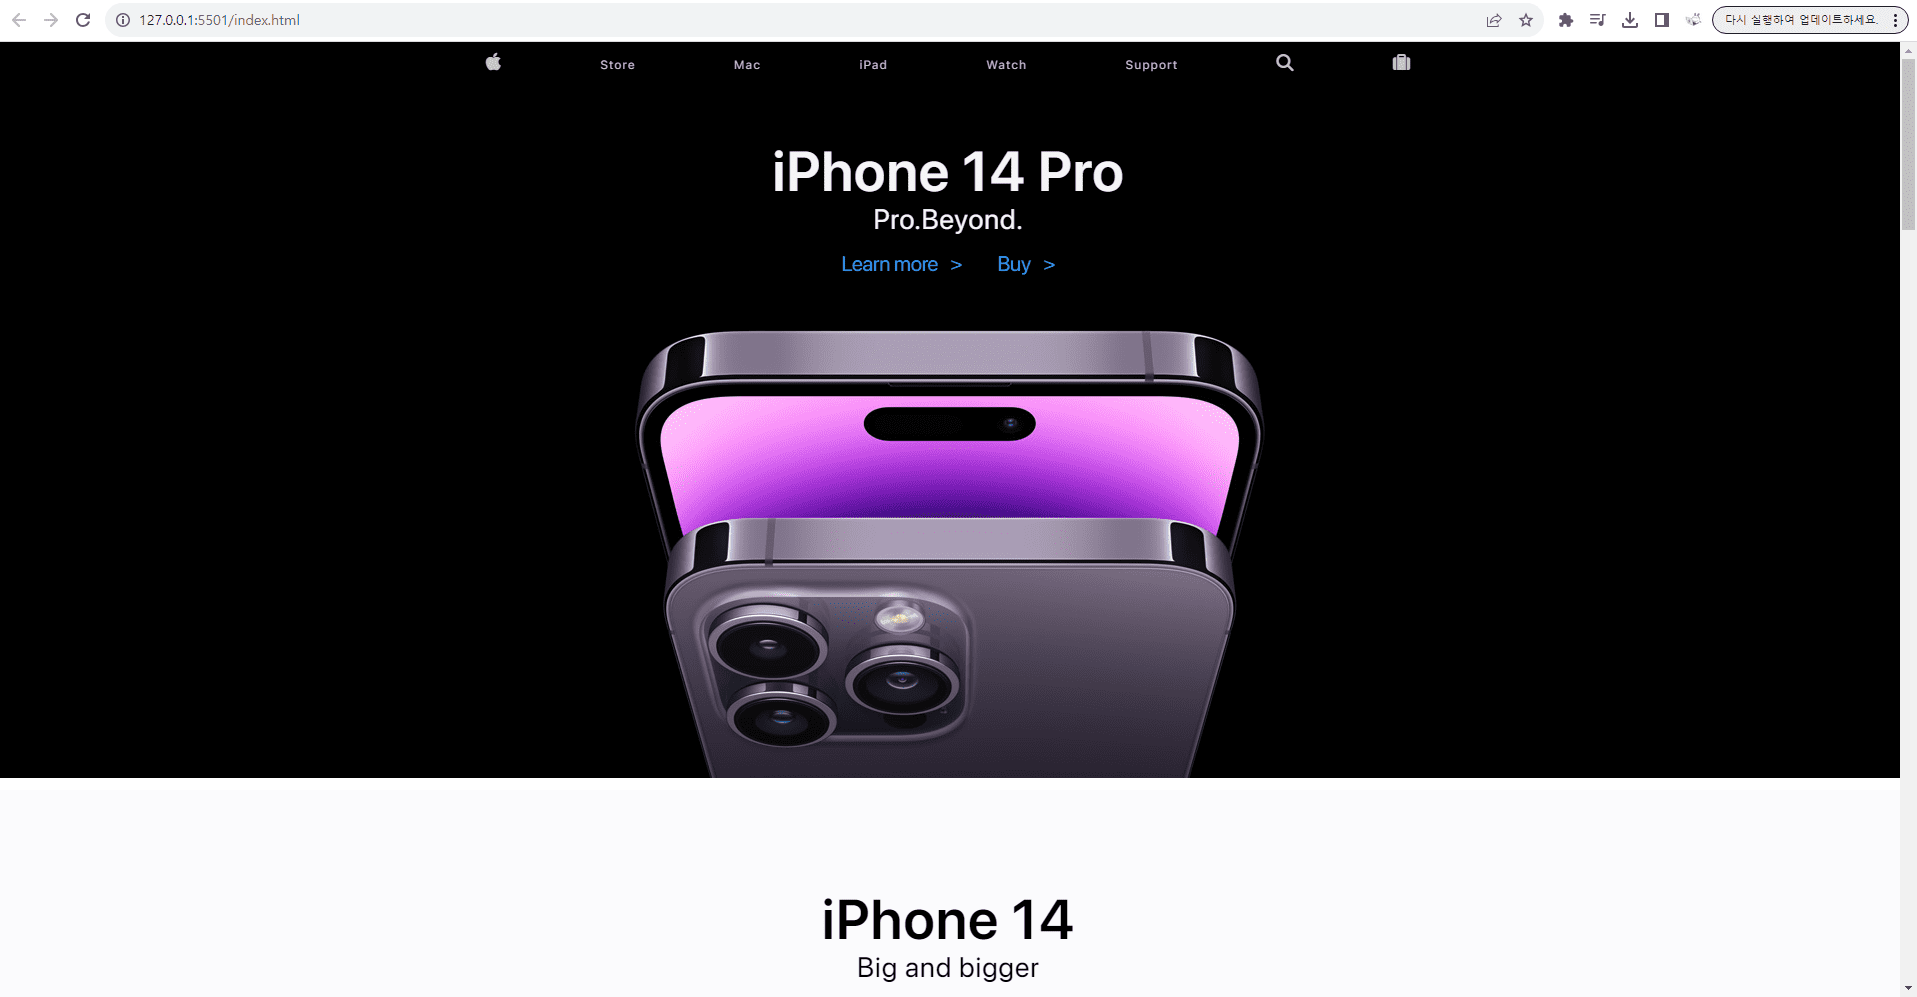 127.0.0.1:5501/index.html
다시 실행하여 업데이트하세요.
Store Mac iPad Watch Support
iPhone 14 Pro
Pro.Beyond.
Learn more > Buy >
iPhone 14
Big and bigger